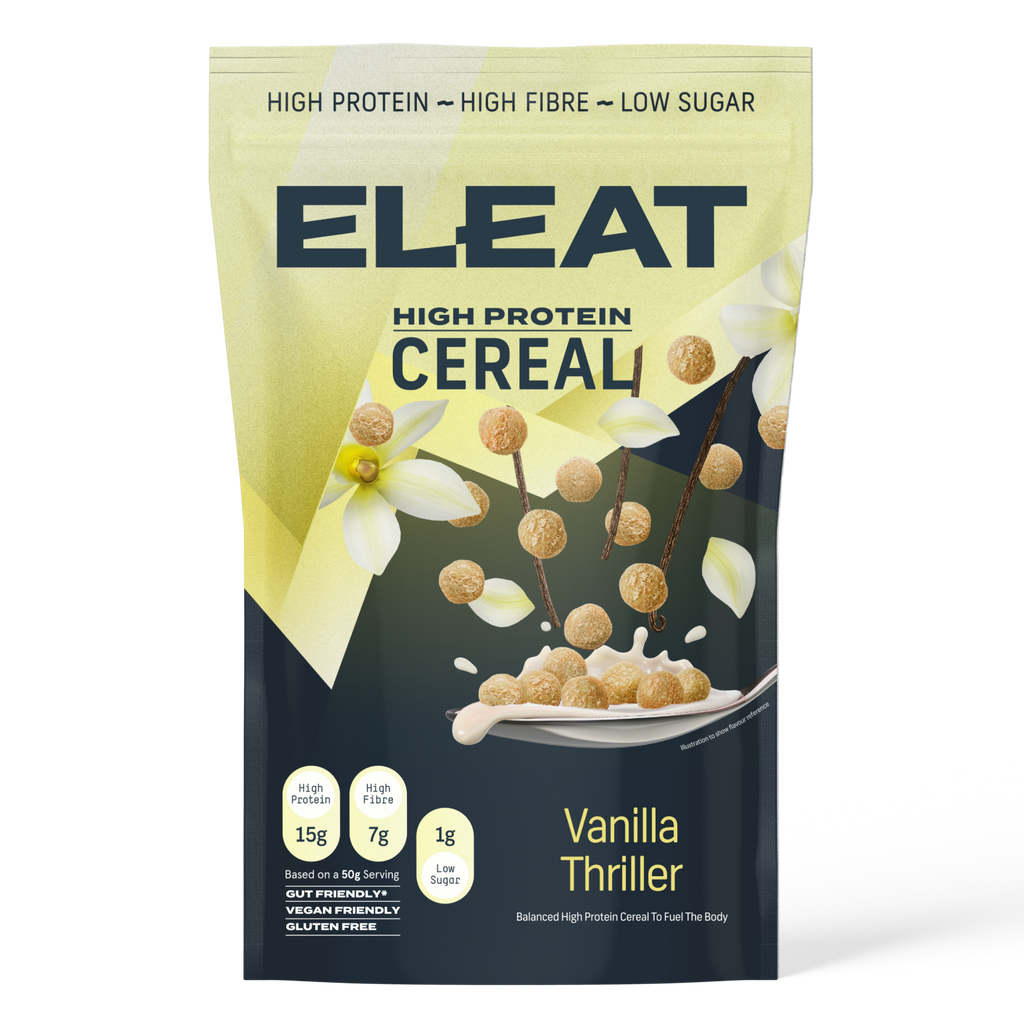 HIGH PROTEIN ~ HIGH FIBRE ~ LOW SUGAR
ELEAT
HIGH PROTEIN
CEREAL
Illustration to show flavour reference
High
Protein
15g
High
Fibre
7g
1g
Low
Sugar
Based on a 50g Serving
GUT FRIENDLY*
VEGAN FRIENDLY
GLUTEN FREE
Vanilla
Thriller
Balanced High Protein Cereal To Fuel The Body